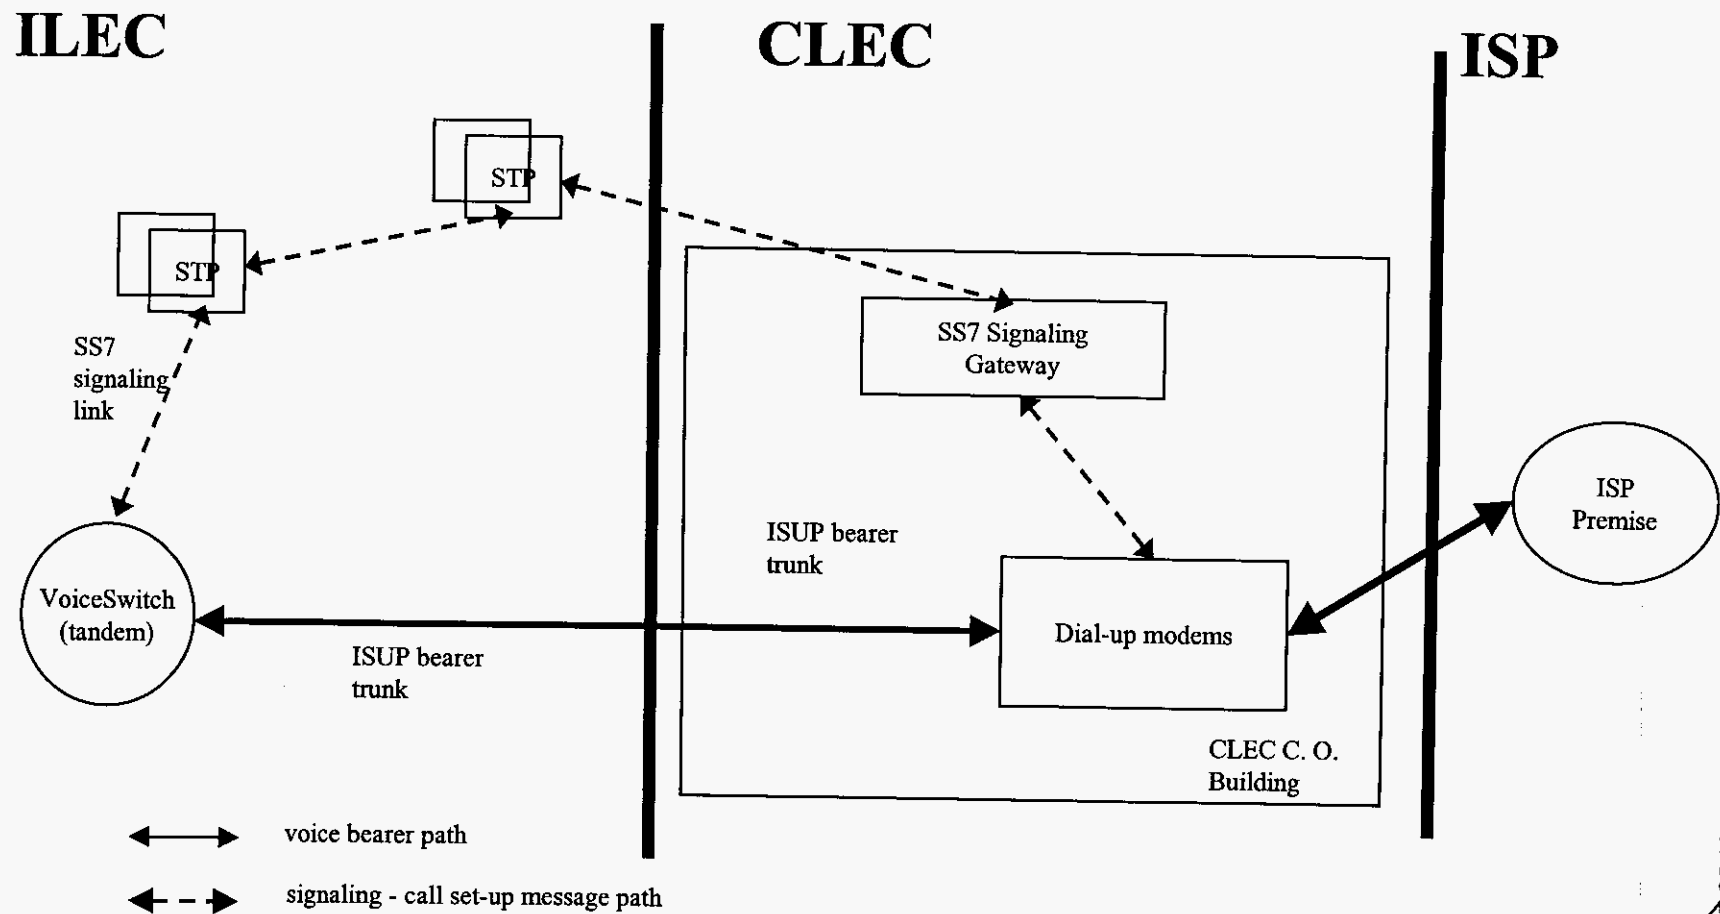 ILEC
CLEC
ISP
STP
STP
SS7
signaling
link
SS7 Signaling
Gateway
ISP
Premise
ISUP bearer
trunk
VoiceSwitch
(tandem)
Dial-up modems
ISUP bearer
trunk
CLEC C. O.
Building
voice bearer path
signaling - call set-up message path